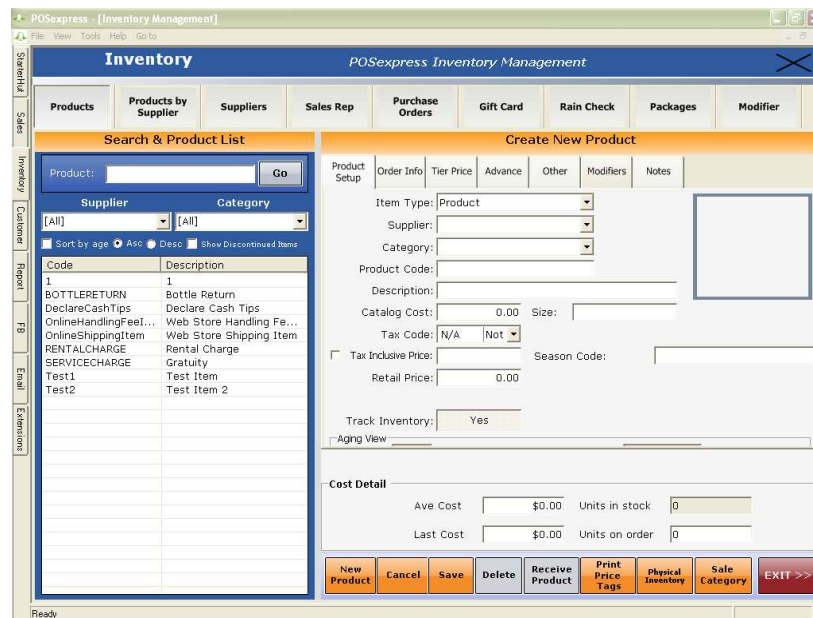 POSexpress - [Inventory Management]
File View Tools Help Go to
StarterHut
Sales
Inventory
Customer
Report
FB
Email
Extensions
Inventory
POSexpress Inventory Management
Products
Products by Supplier
Suppliers
Sales Rep
Purchase Orders
Gift Card
Rain Check
Packages
Modifier
Search & Product List
Product:
Go
Supplier
Category
[All]
[All]
Sort by age Asc Desc Show Discontinued Items
Code Description
1 1
BOTTLERETURN Bottle Return
DeclareCashTips Declare Cash Tips
OnlineHandlingFeeI... Web Store Handling Fe...
OnlineShippingItem Web Store Shipping Item
RENTALCHARGE Rental Charge
SERVICECHARGE Gratuity
Test1 Test Item
Test2 Test Item 2
Create New Product
Product Setup
Order Info
Tier Price
Advance
Other
Modifiers
Notes
Item Type: Product
Supplier:
Category:
Product Code:
Description:
Catalog Cost: 0.00 Size:
Tax Code: N/A Not
Tax Inclusive Price: Season Code:
Retail Price: 0.00
Track Inventory: Yes
Aging View
Cost Detail
Ave Cost $0.00 Units in stock 0
Last Cost $0.00 Units on order 0
New Product
Cancel
Save
Delete
Receive Product
Print Price Tags
Physical Inventory
Sale Category
EXIT >>
Ready